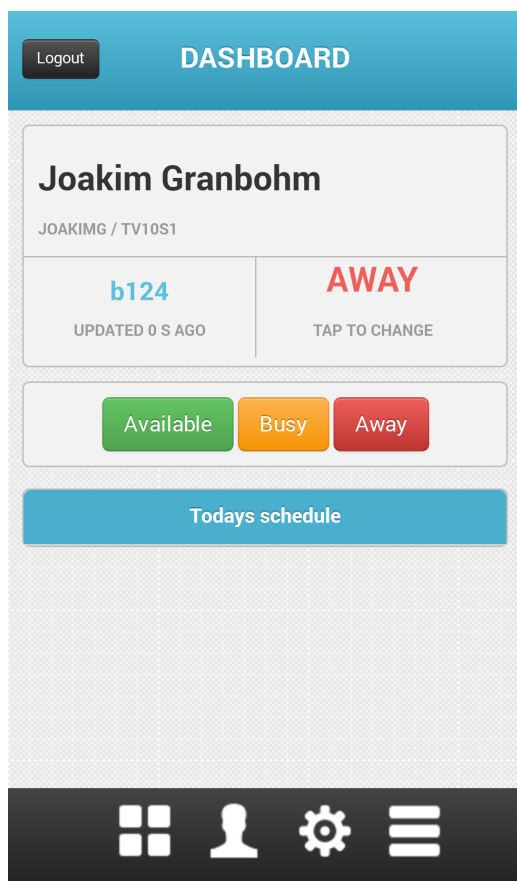 Logout
DASHBOARD
Joakim Granbohm
JOAKIMG / TV10S1
b124
AWAY
UPDATED 0 S AGO
TAP TO CHANGE
Available
Busy
Away
Todays schedule